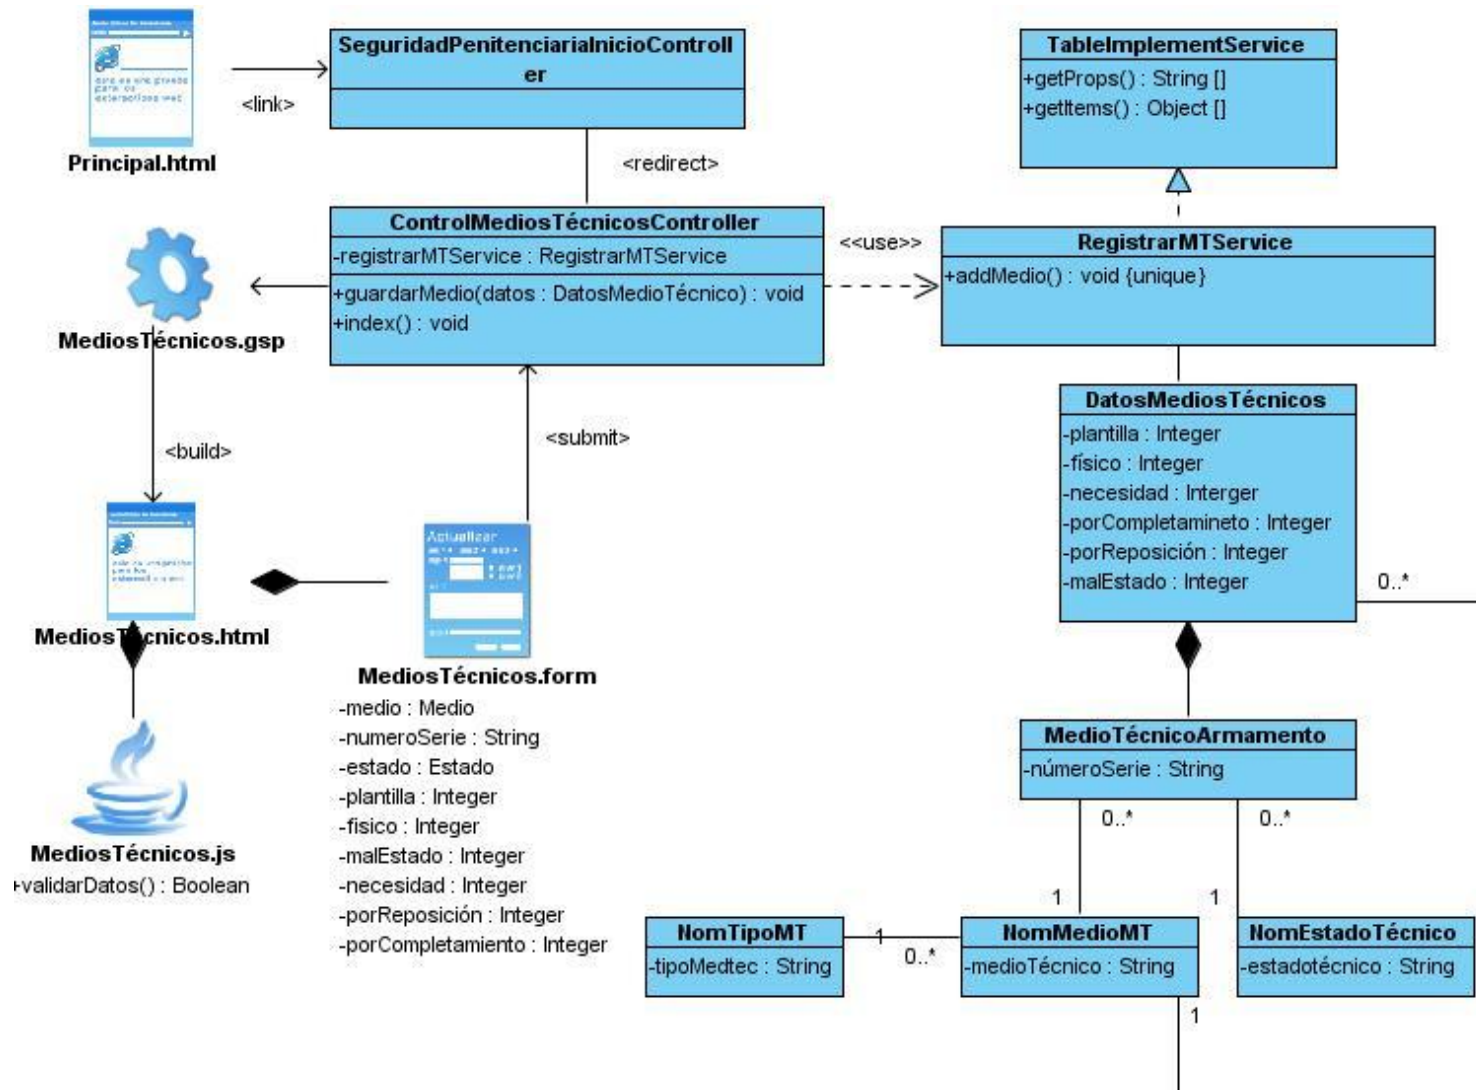 Principal.html
<link>
SeguridadPenitenciariaInicioControll
er
<redirect>
TableImplementService
+getProps() : String []
+getItems() : Object []
ControlMediosTécnicosController
-registrarMTService : RegistrarMTService
+guardarMedio(datos : DatosMedioTécnico) : void
+index() : void
<<use>>
RegistrarMTService
+addMedio() : void {unique}
MediosTécnicos.gsp
<build>
<submit>
DatosMediosTécnicos
-plantilla : Integer
-físico : Integer
-necesidad : Interger
-porCompletamineto : Integer
-porReposición : Integer
-malEstado : Integer
0..*
MediosTécnicos.html
Actualizar
MediosTécnicos.form
-medio : Medio
-numeroSerie : String
-estado : Estado
-plantilla : Integer
-fisico : Integer
-malEstado : Integer
-necesidad : Integer
-porReposición : Integer
-porCompletamiento : Integer
MediosTécnicos.js
+validarDatos() : Boolean
MedioTécnicoArmamento
-númeroSerie : String
0..*
0..*
1
1
NomTipoMT
-tipoMedtec : String
1
0..*
NomMedioMT
-medioTécnico : String
NomEstadoTécnico
-estadotécnico : String
1